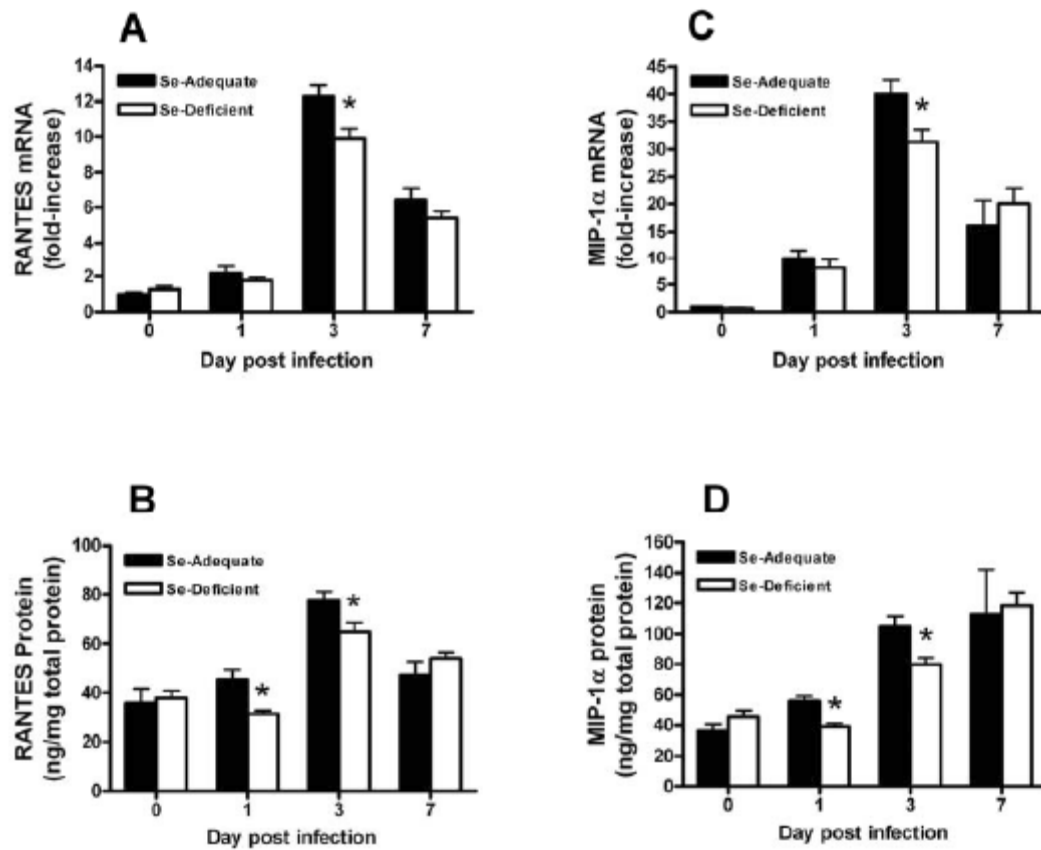 A
RANTES mRNA
(fold-increase)
14
12
10
8
6
4
2
0
Se-Adequate
Se-Deficient
*
0 1 3 7
Day post infection
C
MIP-1α mRNA
(fold-increase)
45
40
35
30
25
20
15
10
5
0
Se-Adequate
Se-Deficient
*
0 1 3 7
Day post infection
B
RANTES Protein
(ng/mg total protein)
100
80
60
40
20
0
Se-Adequate
Se-Deficient
*
*
0 1 3 7
Day post infection
D
MIP-1α protein
(ng/mg total protein)
160
140
120
100
80
60
40
20
0
Se-Adequate
Se-Deficient
*
*
0 1 3 7
Day post infection